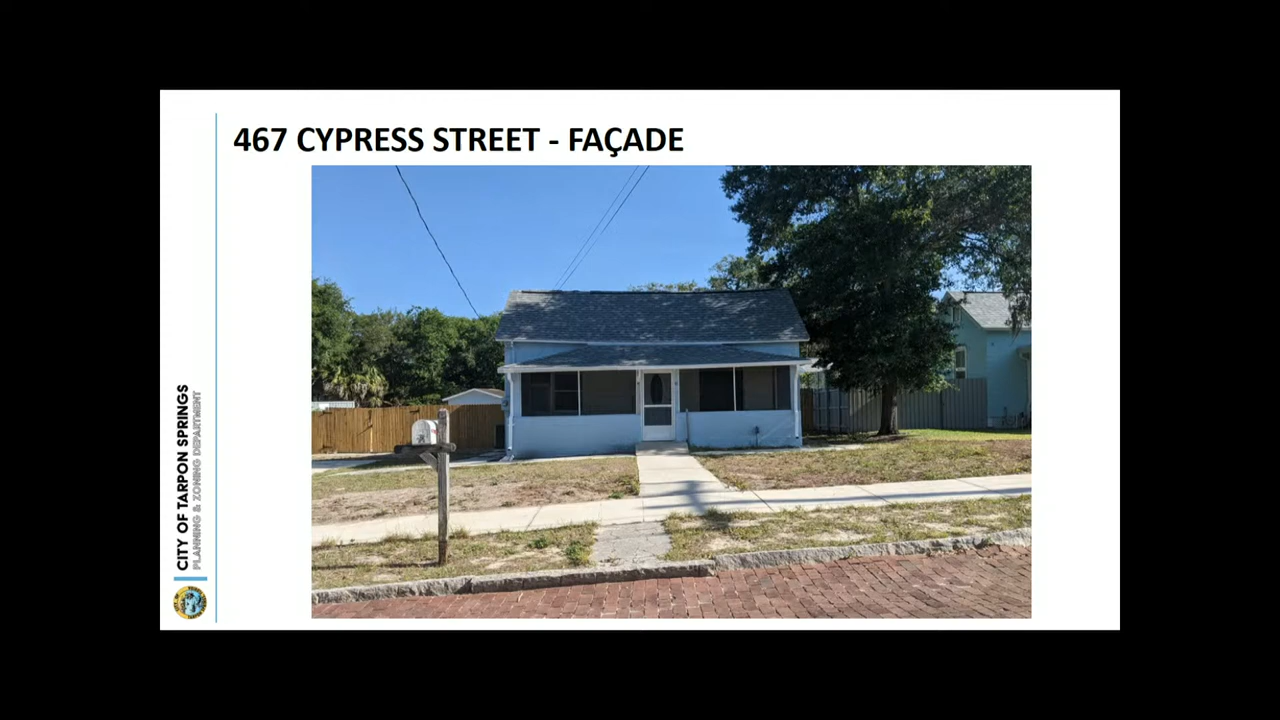 467 CYPRESS STREET - FAÇADE
CITY OF TARPON SPRINGS
PLANNING & ZONING DEPARTMENT